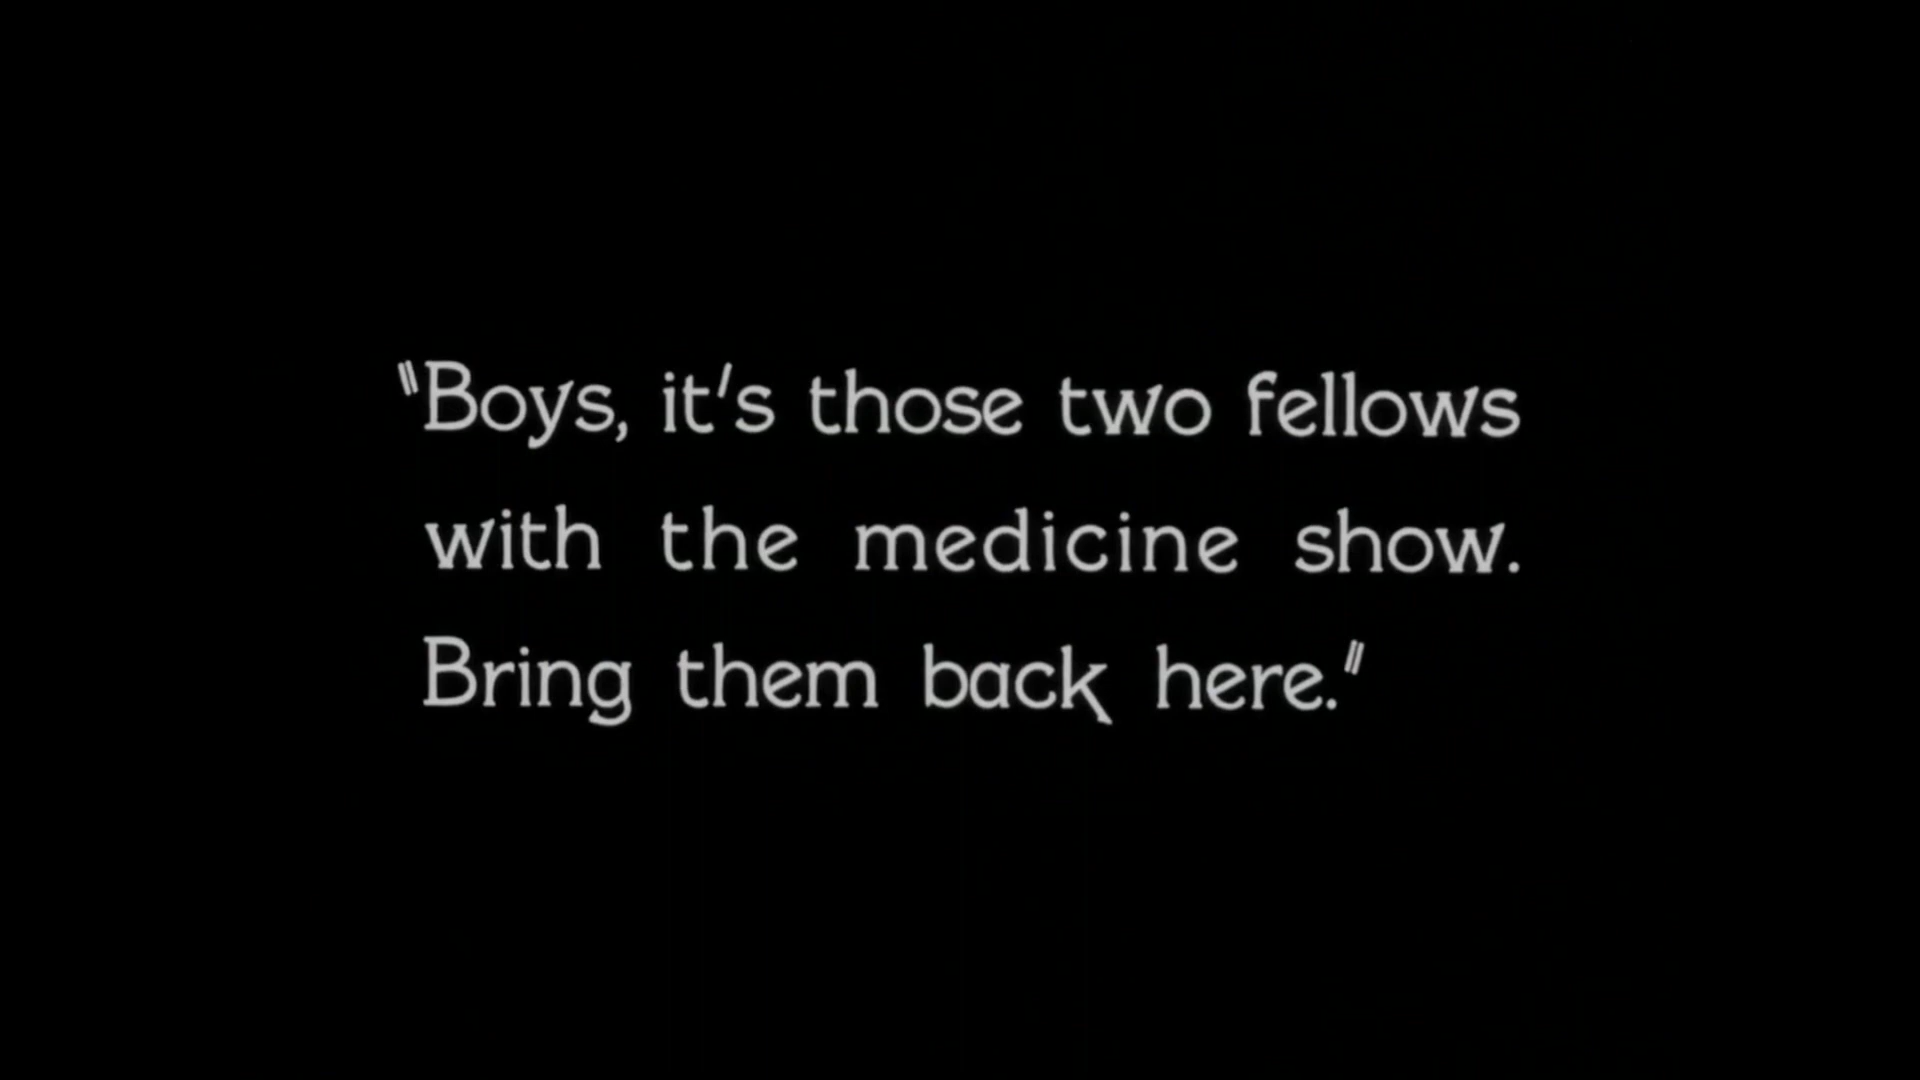 "Boys, it's those two fellows
with the medicine show.
Bring them back here."